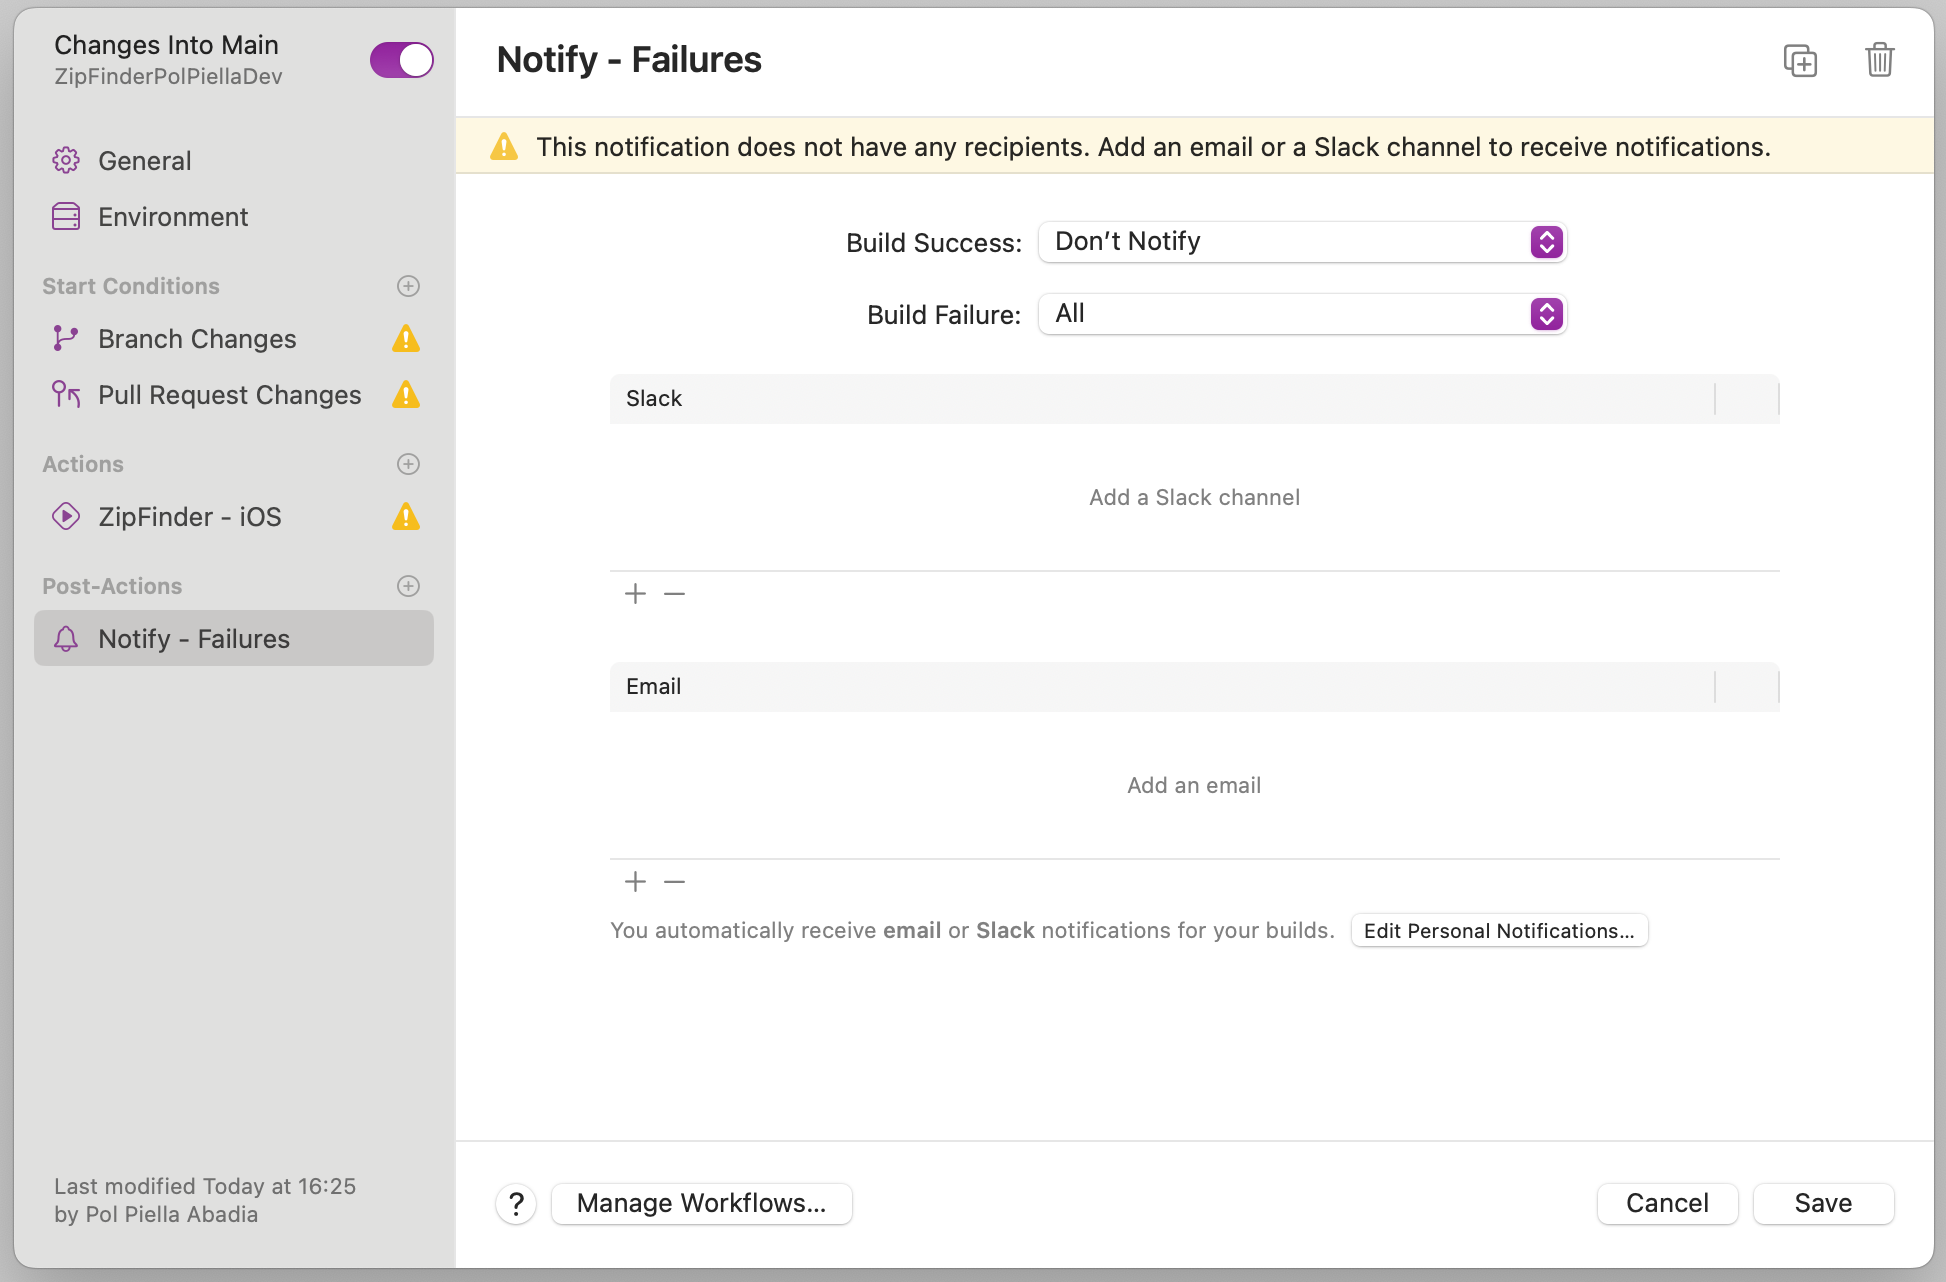 Changes Into Main
ZipFinderPolPiellaDev
General
Environment
Start Conditions
Branch Changes
Pull Request Changes
Actions
ZipFinder - iOS
Post-Actions
Notify - Failures
Last modified Today at 16:25
by Pol Piella Abadia
Notify - Failures
This notification does not have any recipients. Add an email or a Slack channel to receive notifications.
Build Success: Don’t Notify
Build Failure: All
Slack
Add a Slack channel
Email
Add an email
You automatically receive email or Slack notifications for your builds. Edit Personal Notifications...
? Manage Workflows... Cancel Save